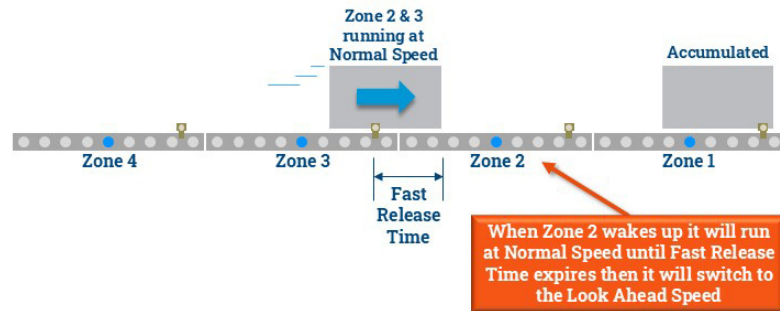 Zone 2 & 3
running at
Normal Speed
Accumulated
Zone 4
Zone 3
Zone 2
Zone 1
Fast
Release
Time
When Zone 2 wakes up it will run
at Normal Speed until Fast Release
Time expires then it will switch to
the Look Ahead Speed